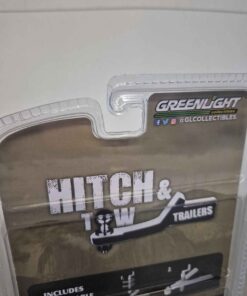 GREENLIGHT
@GLCOLLECTIBLES
HITCH &
TOW
TRAILERS
INCLUDES